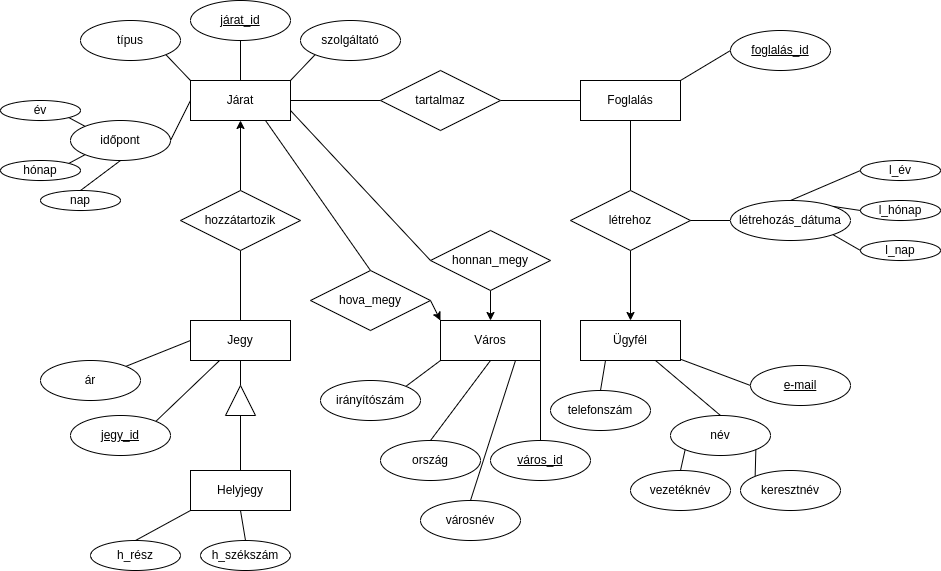 járat_id
típus
szolgáltató
foglalás_id
Járat
tartalmaz
Foglalás
év
időpont
hónap
nap
l_év
hozzátartozik
létrehoz
létrehozás_dátuma
l_hónap
l_nap
honnan_megy
hova_megy
Jegy
Város
Ügyfél
ár
irányítószám
telefonszám
e-mail
jegy_id
név
ország
város_id
Helyjegy
vezetéknév
keresztnév
városnév
h_rész
h_székszám